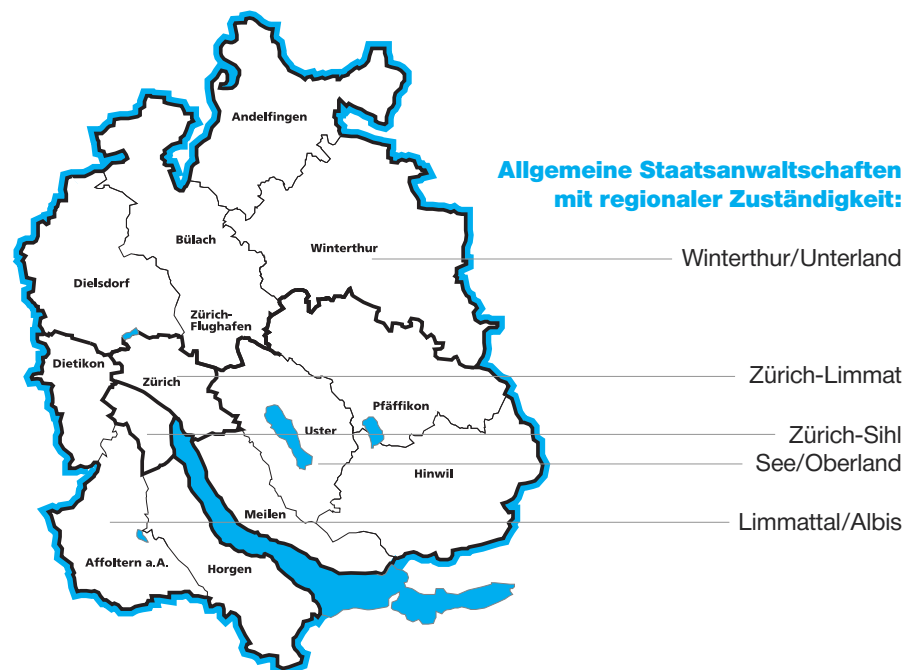 Andelfingen
Allgemeine Staatsanwaltschaften
mit regionaler Zuständigkeit:
Bülach
Winterthur
Winterthur/Unterland
Dielsdorf
Zürich-
Flughafen
Dietikon
Zürich
Zürich-Limmat
Pfäffikon
Uster
Zürich-Sihl
See/Oberland
Hinwil
Meilen
Limmattal/Albis
Affoltern a.A.
Horgen